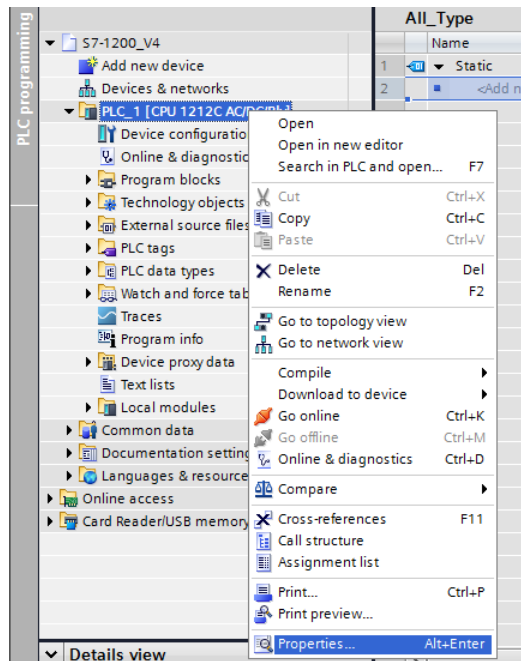 PLC programming
All_Type
Name
S7-1200_V4
Add new device
1 Static
Devices & networks
2 <Add n
PLC_1 [CPU 1212C AC/DC/Rly]
Device configuratio
Online & diagnostic
Program blocks
Technology objects
External source files
PLC tags
PLC data types
Watch and force tab
Traces
Program info
Device proxy data
Text lists
Local modules
Common data
Documentation setting
Languages & resource
Online access
Card Reader/USB memory
Details view
Open
Open in new editor
Search in PLC and open... F7
Cut Ctrl+X
Copy Ctrl+C
Paste Ctrl+V
Delete Del
Rename F2
Go to topology view
Go to network view
Compile
Download to device
Go online Ctrl+K
Go offline Ctrl+M
Online & diagnostics Ctrl+D
Compare
Cross-references F11
Call structure
Assignment list
Print... Ctrl+P
Print preview...
Properties... Alt+Enter